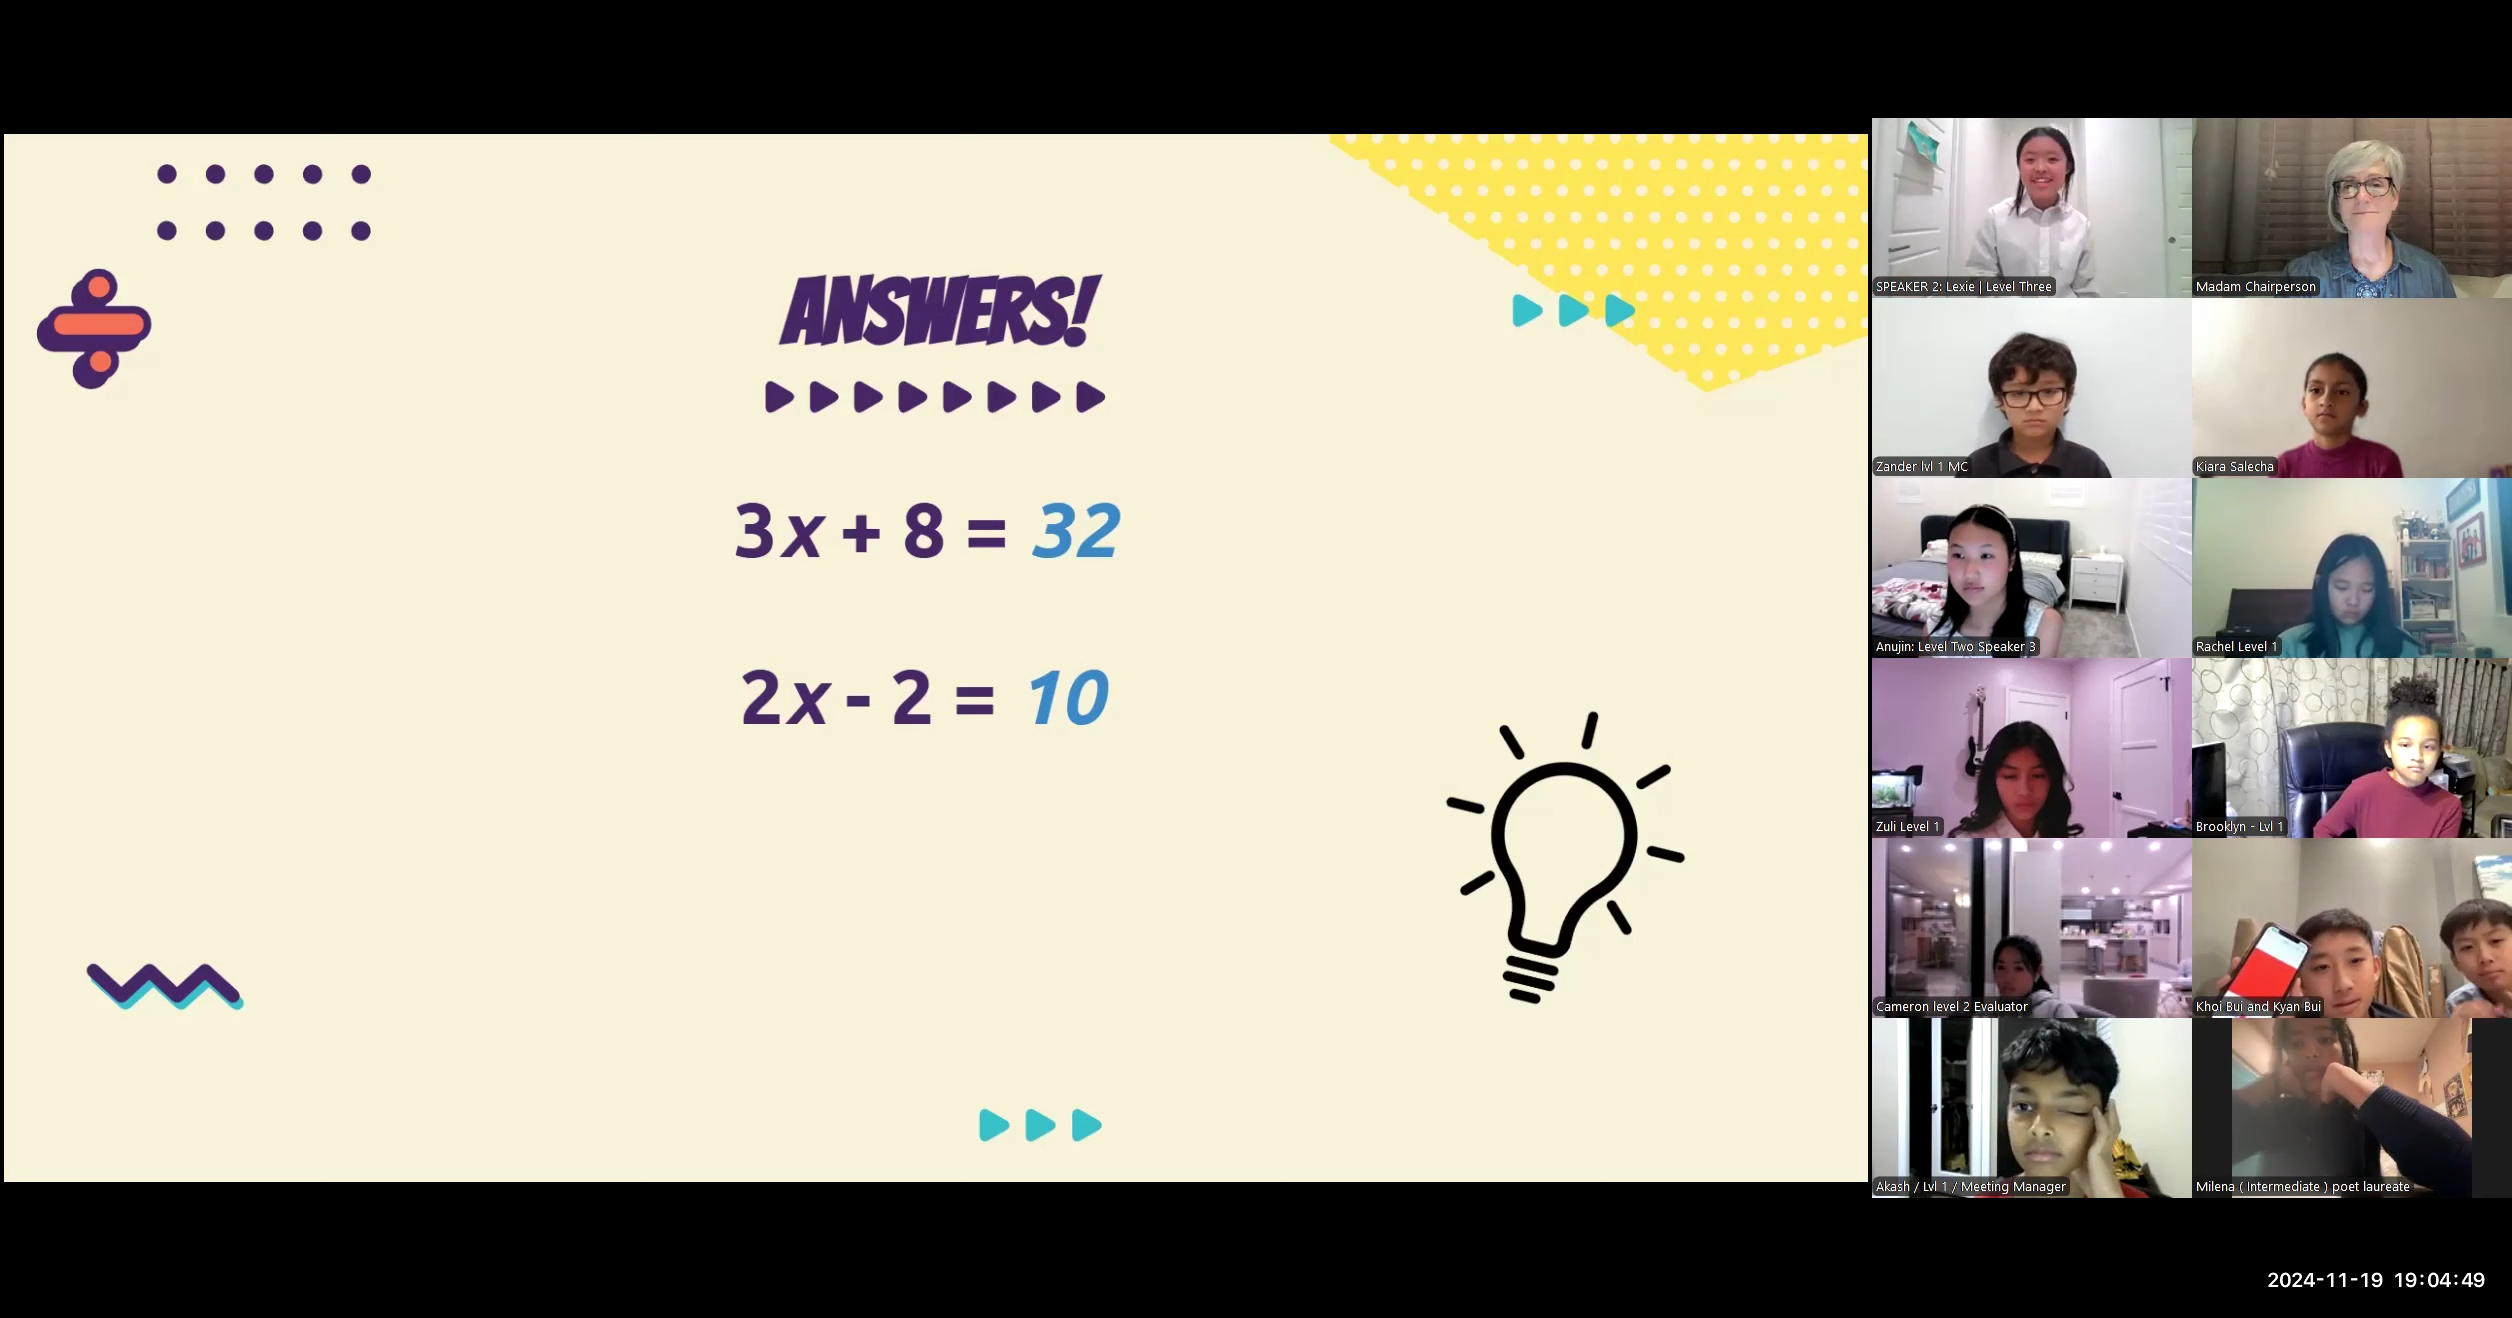 ANSWERS!
3x + 8 = 32
2x - 2 = 10
SPEAKER 2: Lexie | Level Three
Madam Chairperson
Zander lvl 1 MC
Kiara Salecha
Anujin: Level Two Speaker 3
Rachel Level 1
Zuli Level 1
Brooklyn - Lvl 1
Cameron level 2 Evaluator
Khoi Bui and Kyan Bui
Akash / Lvl 1 / Meeting Manager
Milena ( Intermediate ) poet laureate
2024-11-19 19:04:49